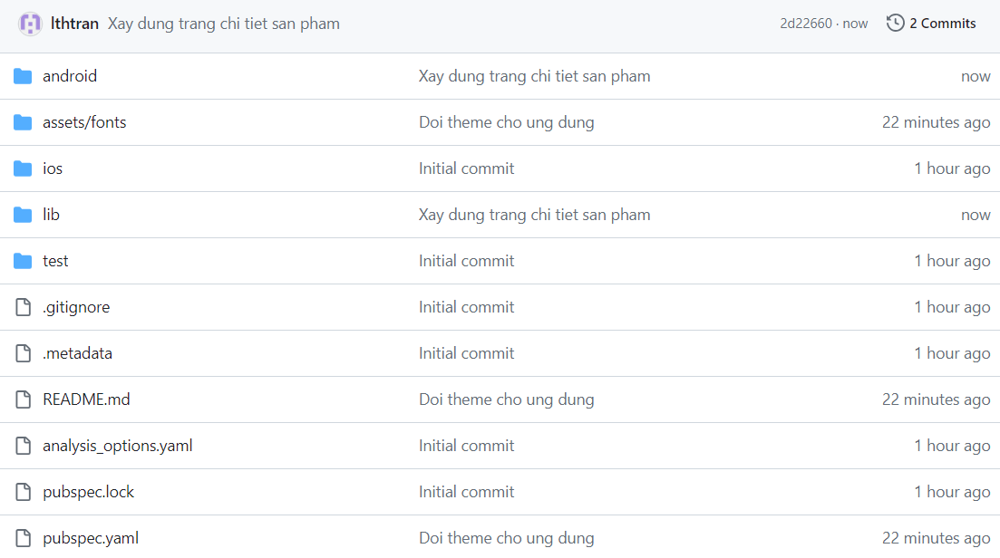 lthtran Xay dung trang chi tiet san pham 2d22660 · now 2 Commits
android Xay dung trang chi tiet san pham now
assets/fonts Doi theme cho ung dung 22 minutes ago
ios Initial commit 1 hour ago
lib Xay dung trang chi tiet san pham now
test Initial commit 1 hour ago
.gitignore Initial commit 1 hour ago
.metadata Initial commit 1 hour ago
README.md Doi theme cho ung dung 22 minutes ago
analysis_options.yaml Initial commit 1 hour ago
pubspec.lock Initial commit 1 hour ago
pubspec.yaml Doi theme cho ung dung 22 minutes ago